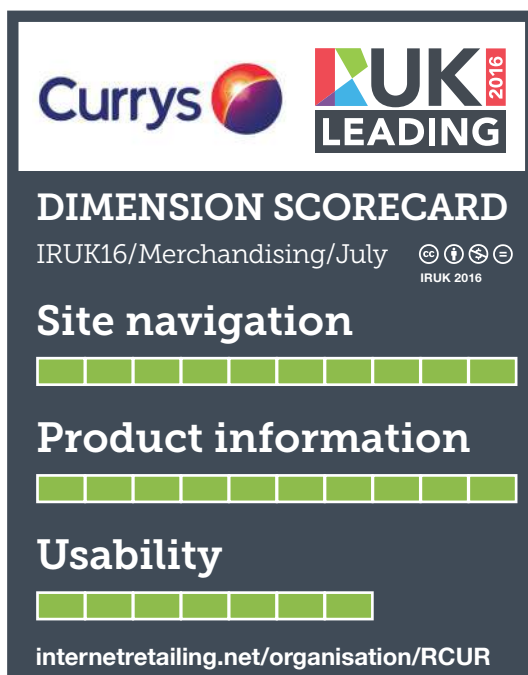 Currys
UK 2016
LEADING
DIMENSION SCORECARD
IRUK16/Merchandising/July
cc
IRUK 2016
Site navigation
Product information
Usability
internetretailing.net/organisation/RCUR